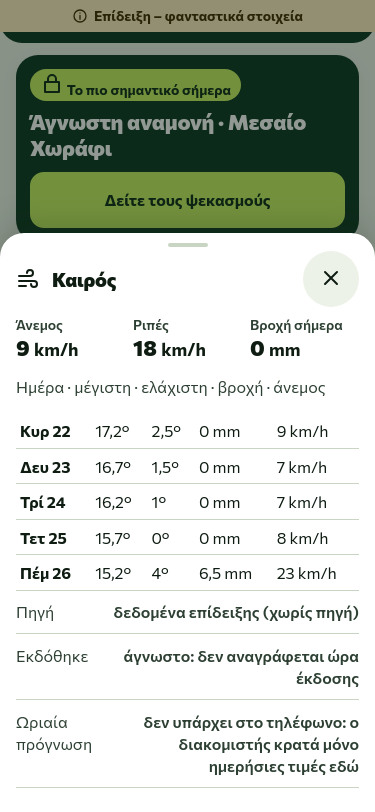 Επίδειξη – φανταστικά στοιχεία
Το πιο σημαντικό σήμερα
Άγνωστη αναμονή · Μεσαίο
Χωράφι
Δείτε τους ψεκασμούς
Καιρός
Άνεμος Ριπές Βροχή σήμερα
9 km/h 18 km/h 0 mm
Ημέρα · μέγιστη · ελάχιστη · βροχή · άνεμος
Κυρ 22 17,2° 2,5° 0 mm 9 km/h
Δευ 23 16,7° 1,5° 0 mm 7 km/h
Τρί 24 16,2° 1° 0 mm 7 km/h
Τετ 25 15,7° 0° 0 mm 8 km/h
Πέμ 26 15,2° 4° 6,5 mm 23 km/h
Πηγή δεδομένα επίδειξης (χωρίς πηγή)
Εκδόθηκε άγνωστο: δεν αναγράφεται ώρα
έκδοσης
Ωριαία δεν υπάρχει στο τηλέφωνο: ο
πρόγνωση διακομιστής κρατά μόνο
ημερήσιες τιμές εδώ